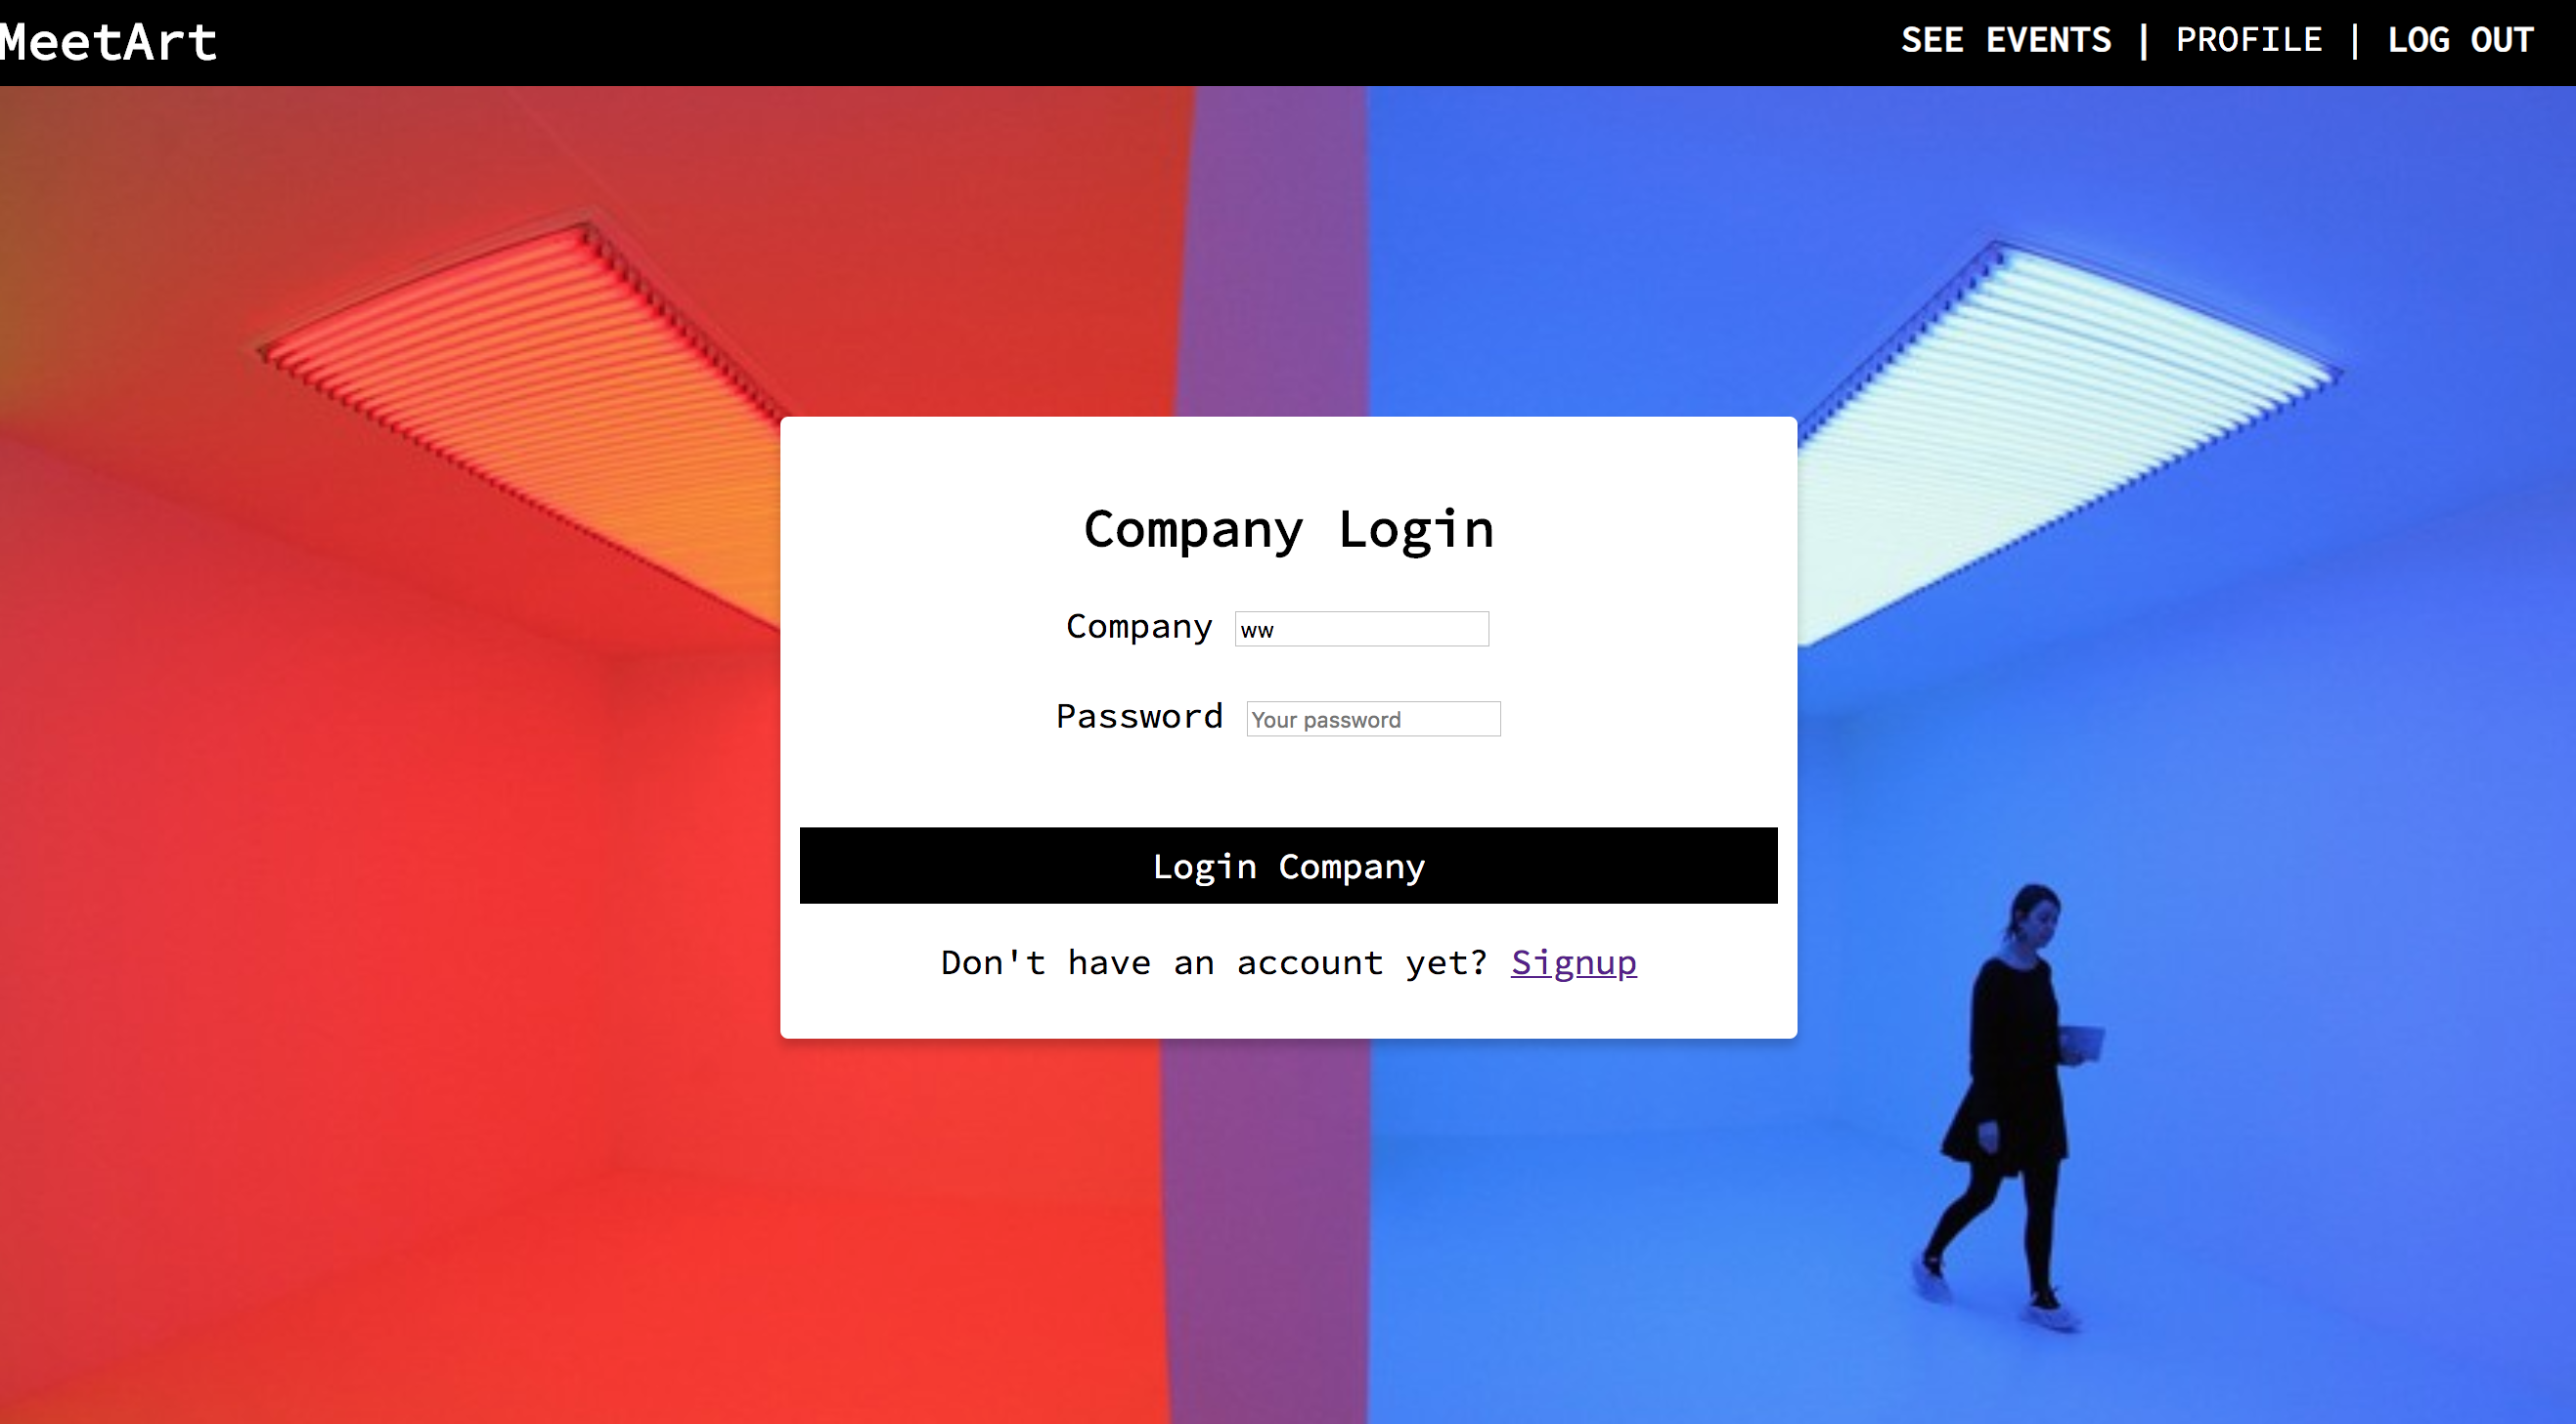 MeetArt
SEE EVENTS | PROFILE | LOG OUT
Company Login
Company ww
Password Your password
Login Company
Don't have an account yet? Signup